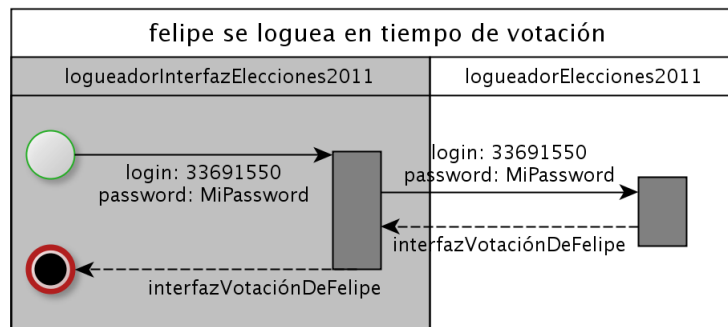 felipe se loguea en tiempo de votación
logueadorInterfazElecciones2011
logueadorElecciones2011
login: 33691550
password: MiPassword
login: 33691550
password: MiPassword
interfazVotaciónDeFelipe
interfazVotaciónDeFelipe